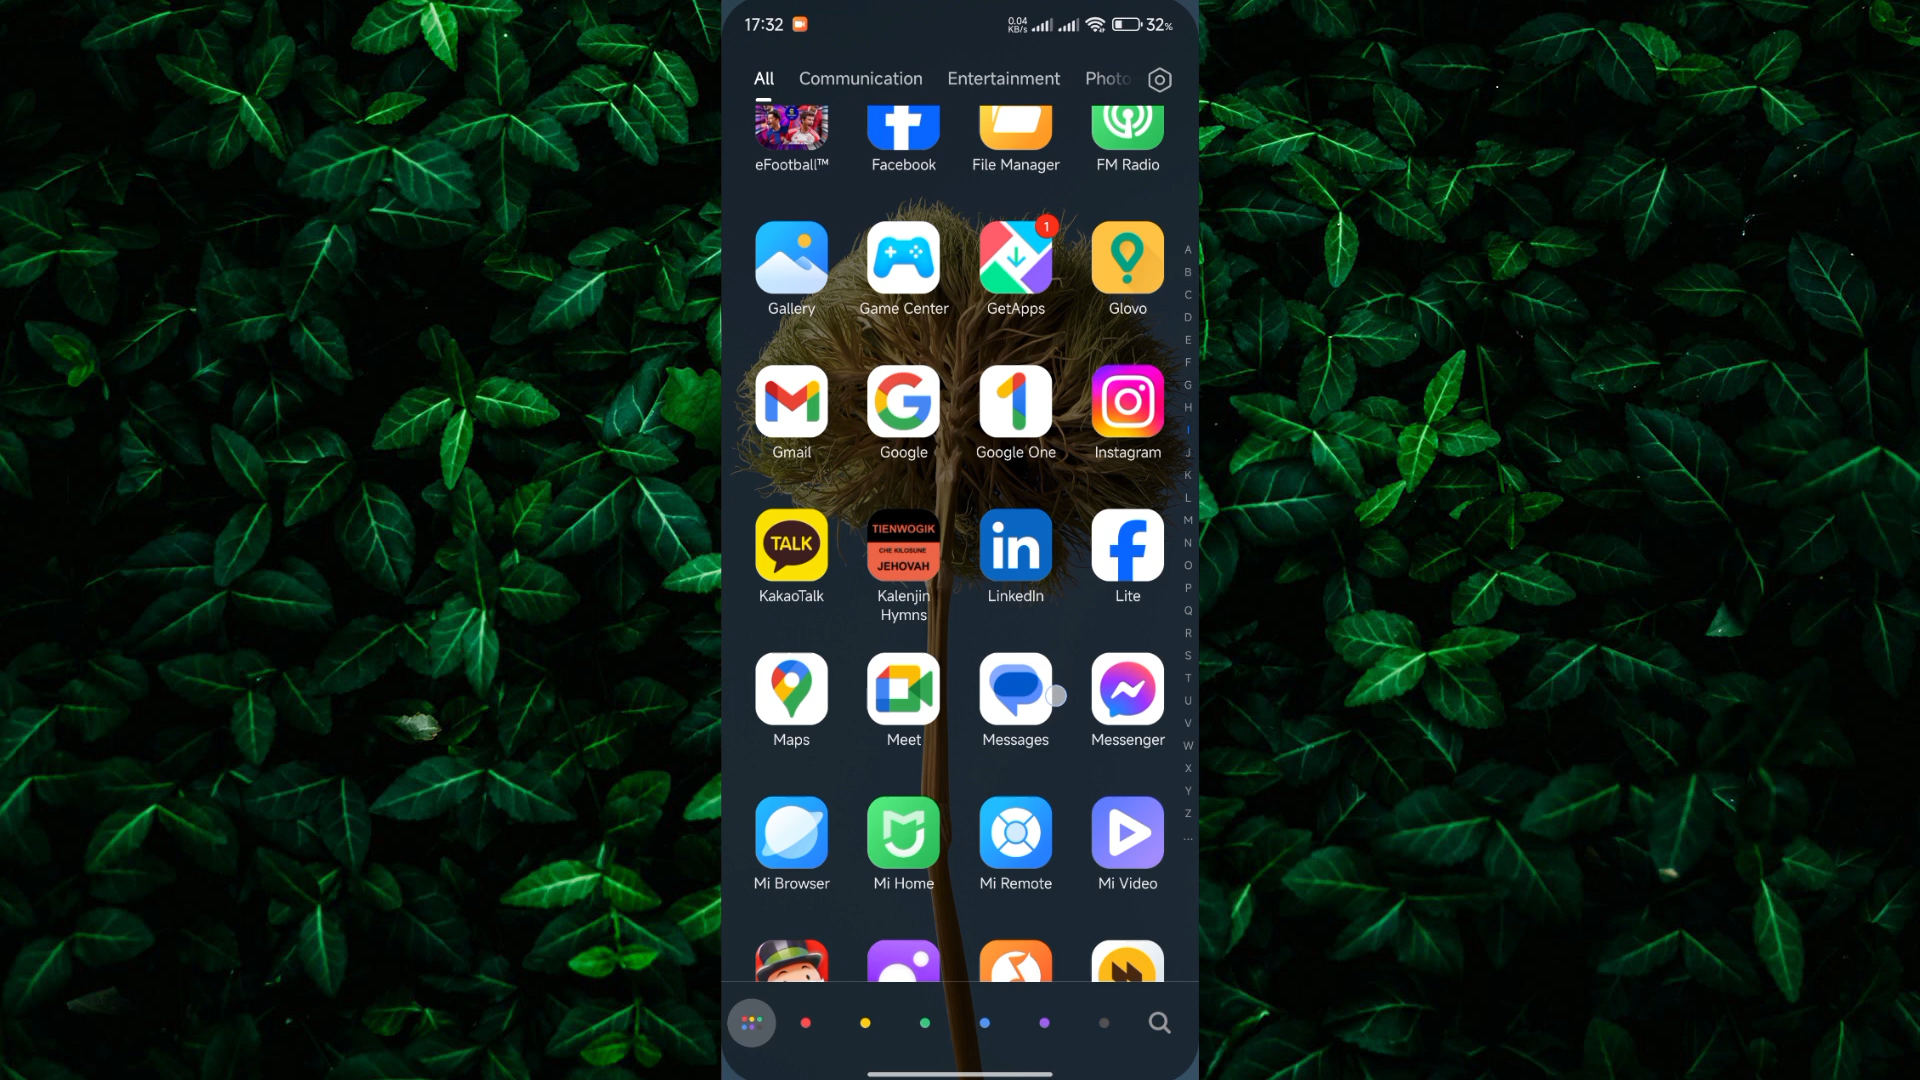 17:32
0.04
KB/s
32%
All Communication Entertainment Photo
eFootball™ Facebook File Manager FM Radio
1
Gallery Game Center GetApps Glovo
Gmail Google Google One Instagram
TALK
TIENWOGIK
CHE KILOSUNE
JEHOVAH
in
KakaoTalk Kalenjin Hymns LinkedIn Lite
Maps Meet Messages Messenger
Mi Browser Mi Home Mi Remote Mi Video
A
B
C
D
E
F
G
H
I
J
K
L
M
N
O
P
Q
R
S
T
U
V
W
X
Y
Z
...